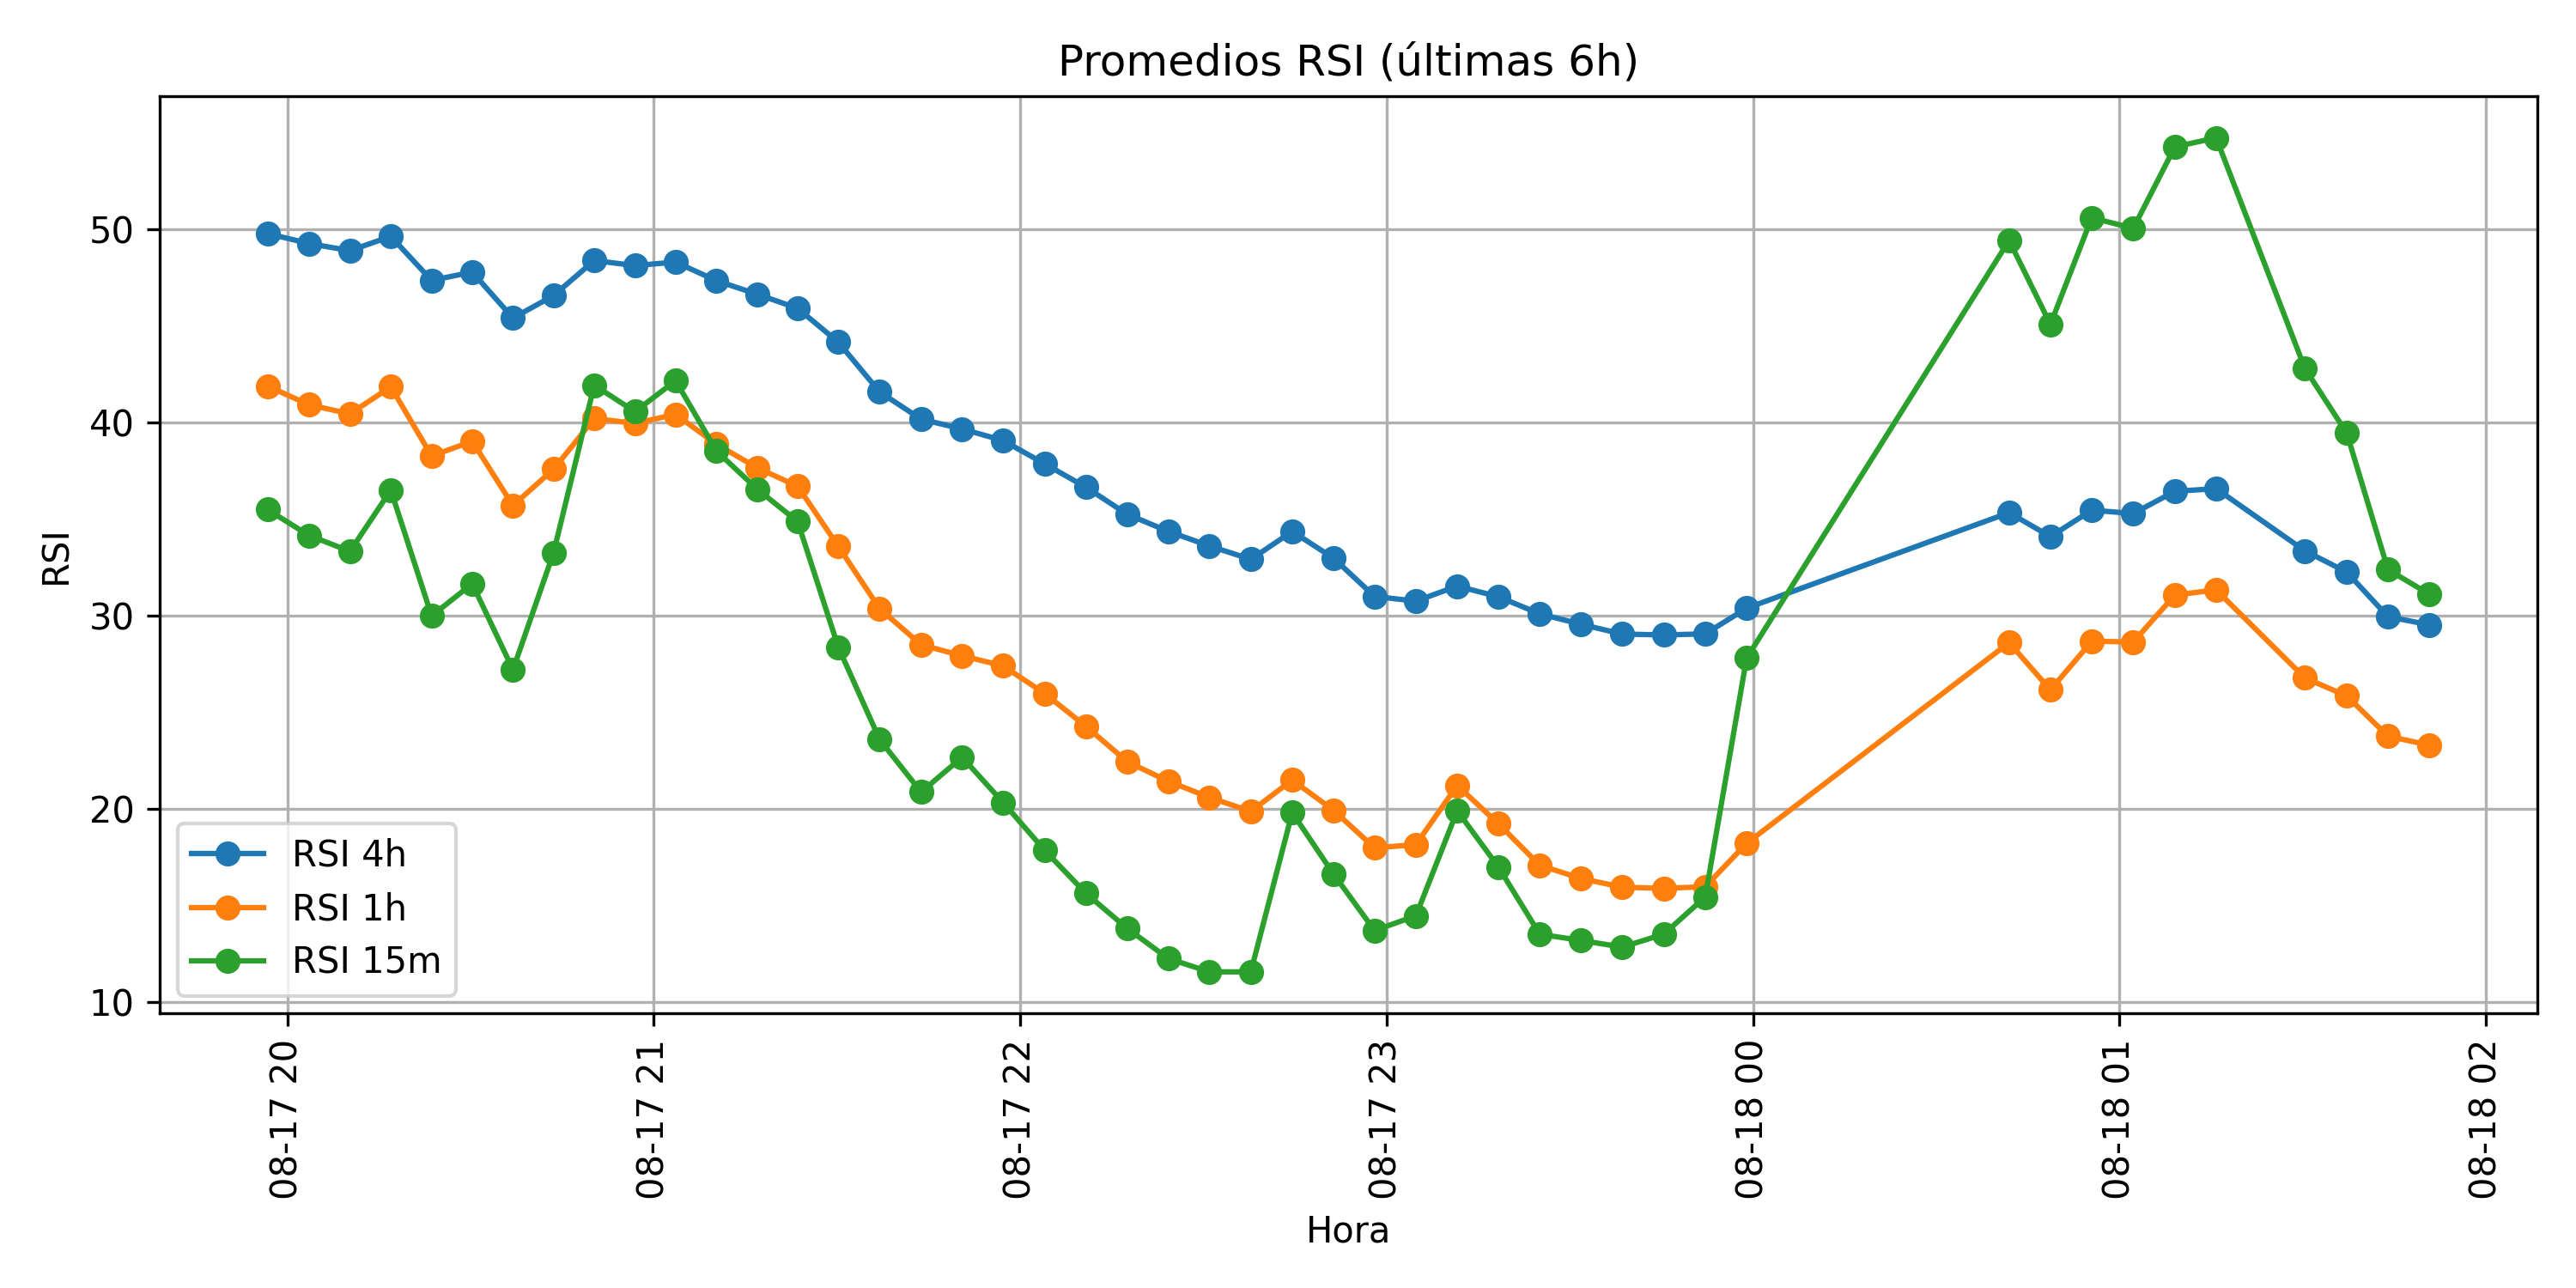 Promedios RSI (últimas 6h)
RSI
50
40
30
20
10
RSI 4h
RSI 1h
RSI 15m
08-17 20
08-17 21
08-17 22
08-17 23
08-18 00
08-18 01
08-18 02
Hora